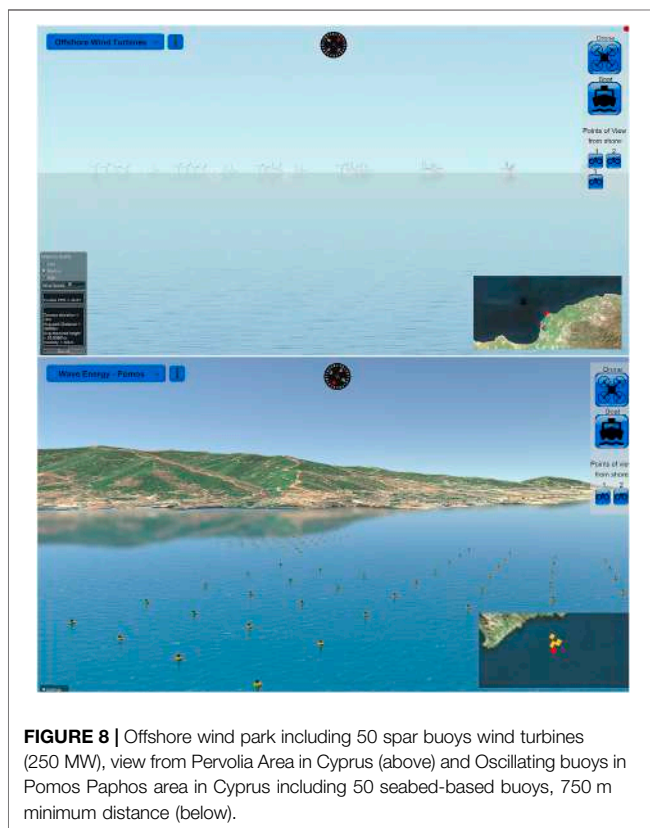 Offshore Wind Turbines
i
Drone
Boat
Points of View
from shore
1 2
3
Wave Energy - Pomos
i
Drone
Boat
Points of view
from shore
1 2
FIGURE 8 | Offshore wind park including 50 spar buoys wind turbines
(250 MW), view from Pervolia Area in Cyprus (above) and Oscillating buoys in
Pomos Paphos area in Cyprus including 50 seabed-based buoys, 750 m
minimum distance (below).